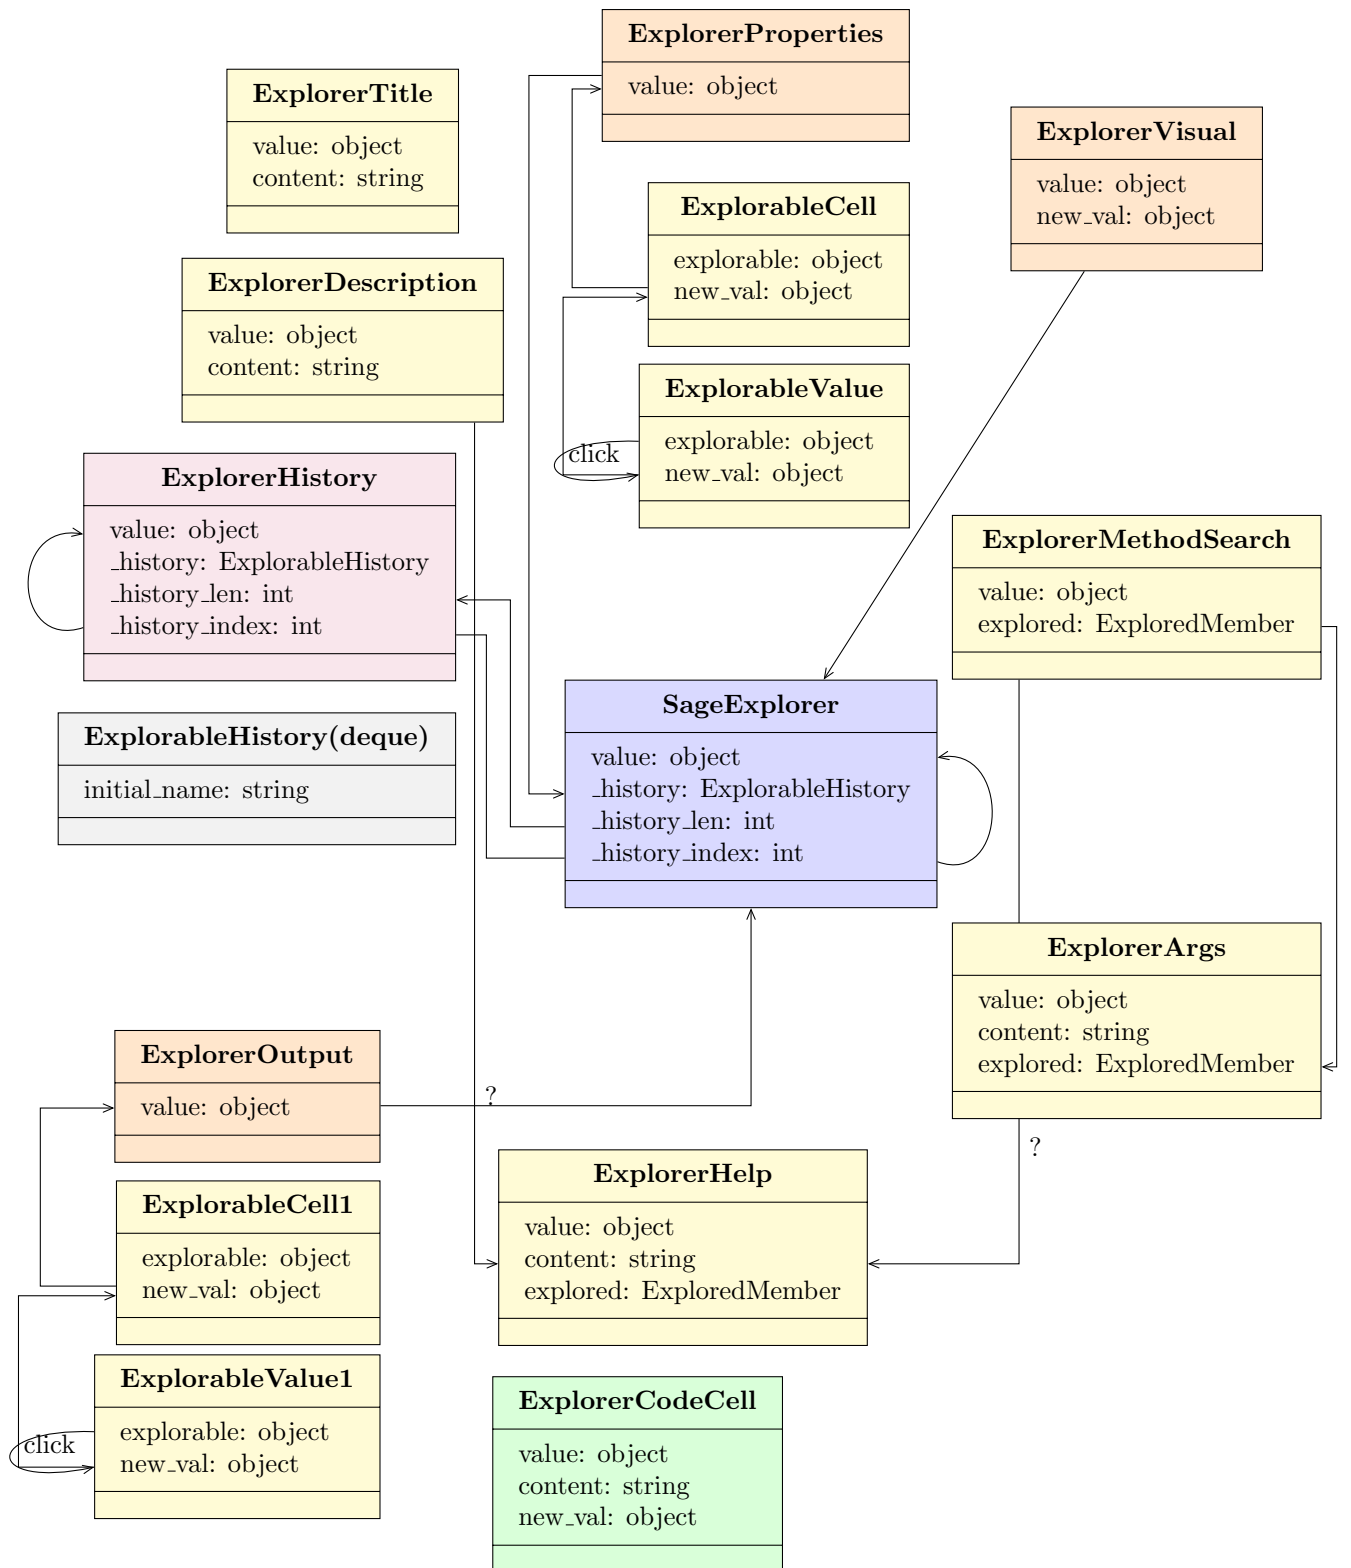 ExplorerProperties
value: object
ExplorerTitle
value: object
content: string
ExplorerVisual
value: object
new_val: object
ExplorableCell
explorable: object
new_val: object
ExplorerDescription
value: object
content: string
ExplorableValue
explorable: object
new_val: object
click
ExplorerHistory
value: object
_history: ExplorableHistory
_history_len: int
_history_index: int
ExplorerMethodSearch
value: object
explored: ExploredMember
SageExplorer
value: object
_history: ExplorableHistory
_history_len: int
_history_index: int
ExplorableHistory(deque)
initial_name: string
ExplorerArgs
value: object
content: string
explored: ExploredMember
?
ExplorerOutput
value: object
?
ExplorerHelp
value: object
content: string
explored: ExploredMember
ExplorableCell1
explorable: object
new_val: object
ExplorableValue1
explorable: object
new_val: object
click
ExplorerCodeCell
value: object
content: string
new_val: object